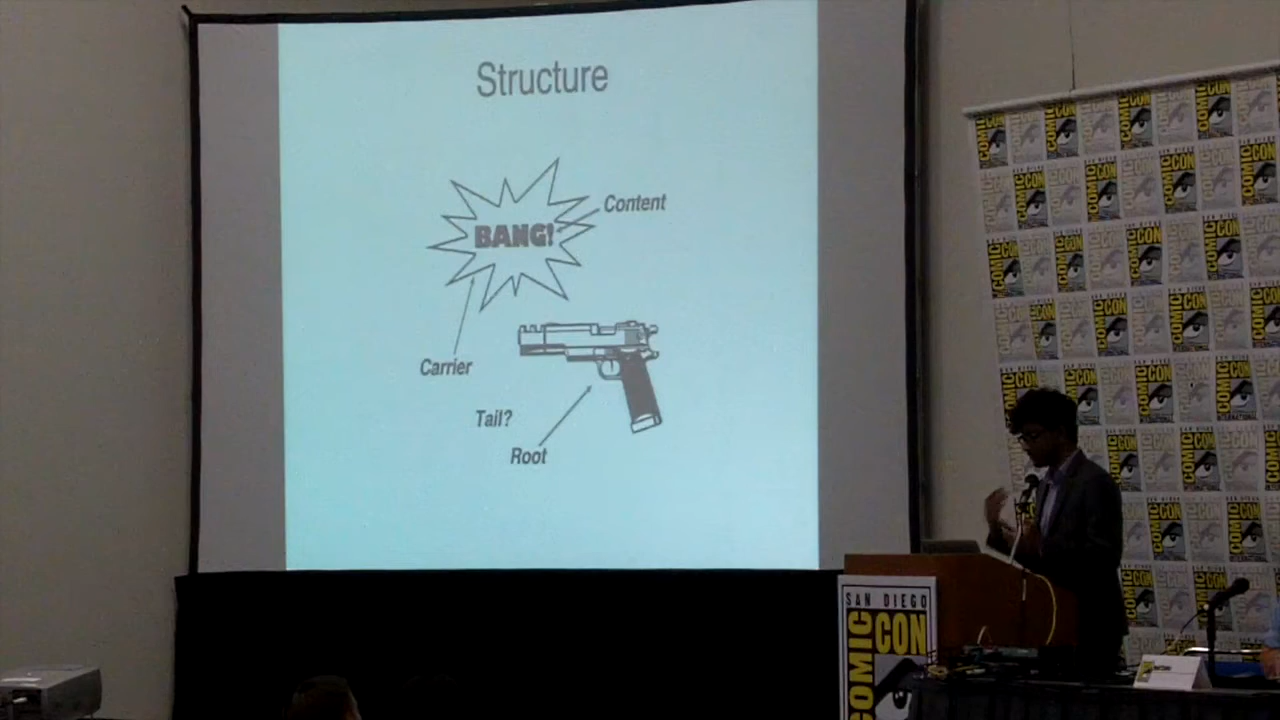 Structure
Content
BANG!
Carrier
Tail?
Root
SAN DIEGO
COMIC CON